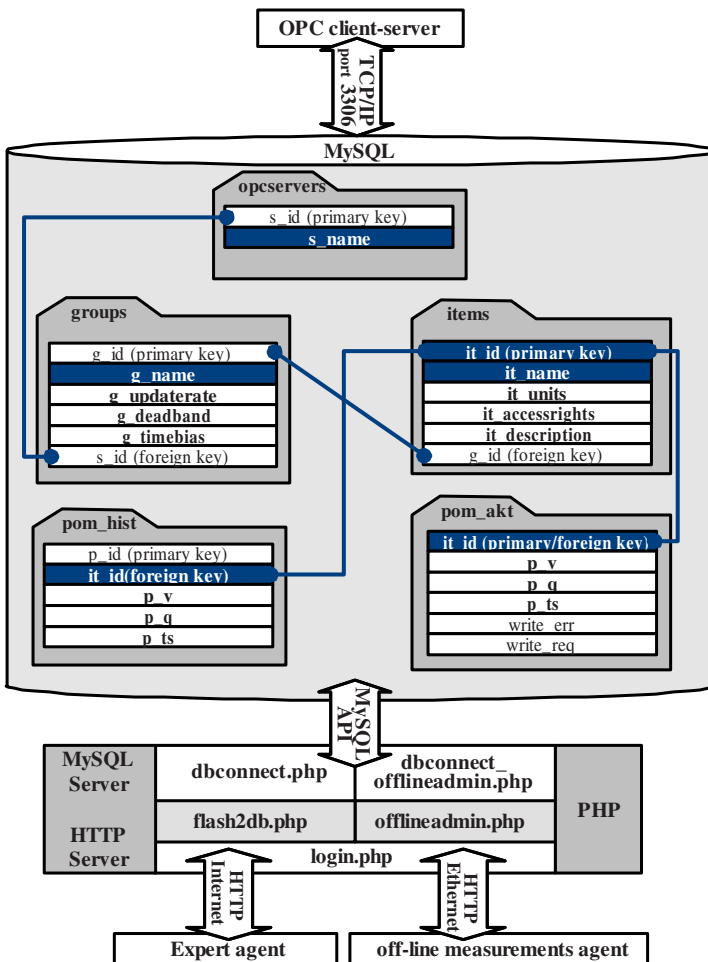 OPC client-server
TCP/IP
port 3306
MySQL
opcservers
s_id (primary key)
s_name
groups
g_id (primary key)
g_name
g_updaterate
g_deadband
g_timebias
s_id (foreign key)
items
it_id (primary key)
it_name
it_units
it_accessrights
it_description
g_id (foreign key)
pom_hist
p_id (primary key)
it_id(foreign key)
p_v
p_q
p_ts
pom_akt
it_id (primary/foreign key)
p_v
p_q
p_ts
write_err
write_req
MySQL
API
MySQL
Server
dbconnect.php
dbconnect_
offlineadmin.php
PHP
HTTP
Server
flash2db.php
offlineadmin.php
login.php
HTTP
Internet
HTTP
Ethernet
Expert agent
off-line measurements agent